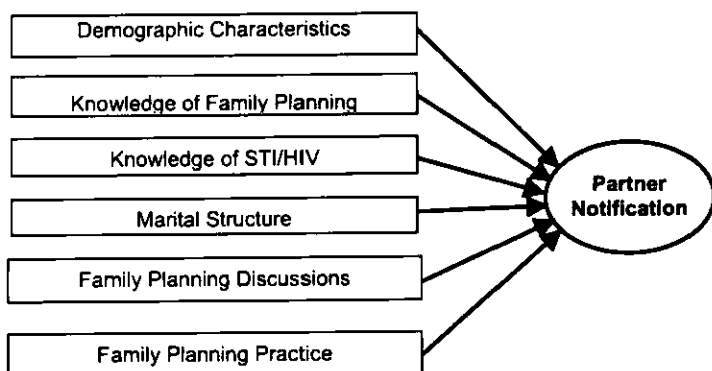 Demographic Characteristics
Knowledge of Family Planning
Knowledge of STI/HIV
Marital Structure
Family Planning Discussions
Family Planning Practice
Partner
Notification